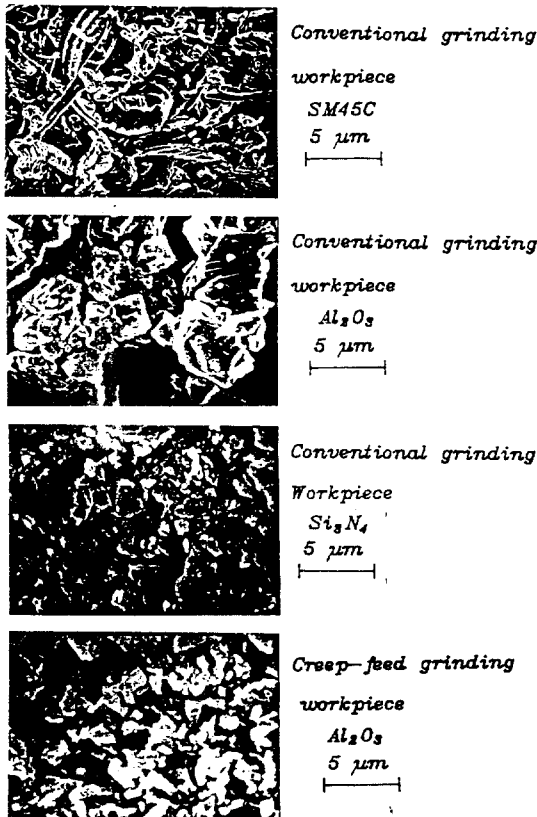 Conventional grinding
workpiece
SM45C
5 μm
Conventional grinding
workpiece
Al₂O₃
5 μm
Conventional grinding
Workpiece
Si₃N₄
5 μm
Creep-feed grinding
workpiece
Al₂O₃
5 μm